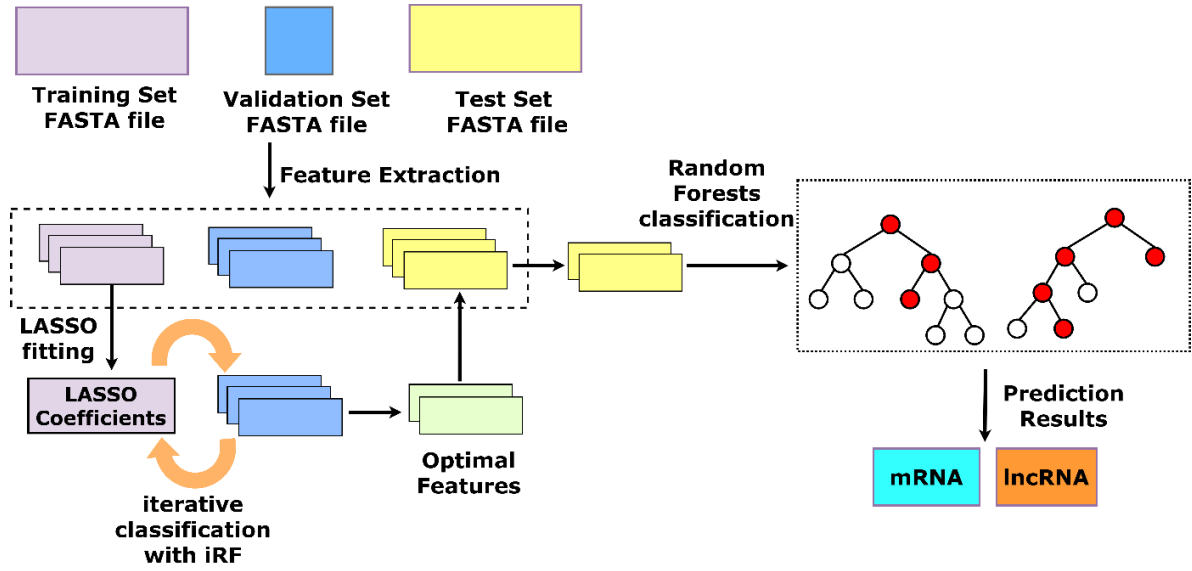 Training Set
FASTA file
Validation Set
FASTA file
Test Set
FASTA file
Feature Extraction
Random
Forests
classification
LASSO
fitting
LASSO
Coefficients
iterative
classification
with iRF
Optimal
Features
Prediction
Results
mRNA
lncRNA